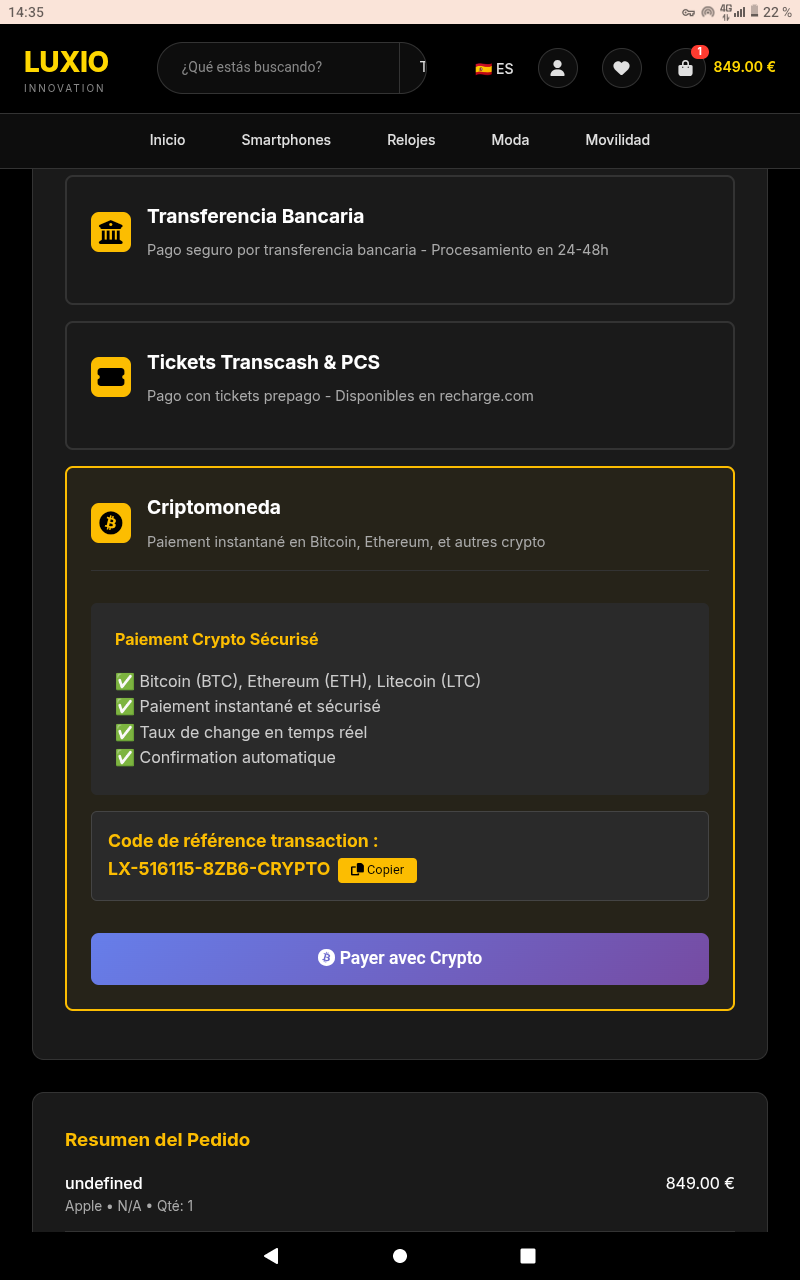 14:35
4G
22 %
LUXIO
INNOVATION
¿Qué estás buscando?
🇪🇸 ES
1
849.00 €
Inicio
Smartphones
Relojes
Moda
Movilidad
Transferencia Bancaria
Pago seguro por transferencia bancaria - Procesamiento en 24-48h
Tickets Transcash & PCS
Pago con tickets prepago - Disponibles en recharge.com
Criptomoneda
Paiement instantané en Bitcoin, Ethereum, et autres crypto
Paiement Crypto Sécurisé
✅ Bitcoin (BTC), Ethereum (ETH), Litecoin (LTC)
✅ Paiement instantané et sécurisé
✅ Taux de change en temps réel
✅ Confirmation automatique
Code de référence transaction :
LX-516115-8ZB6-CRYPTO
Copier
Payer avec Crypto
Resumen del Pedido
undefined 849.00 €
Apple • N/A • Qté: 1